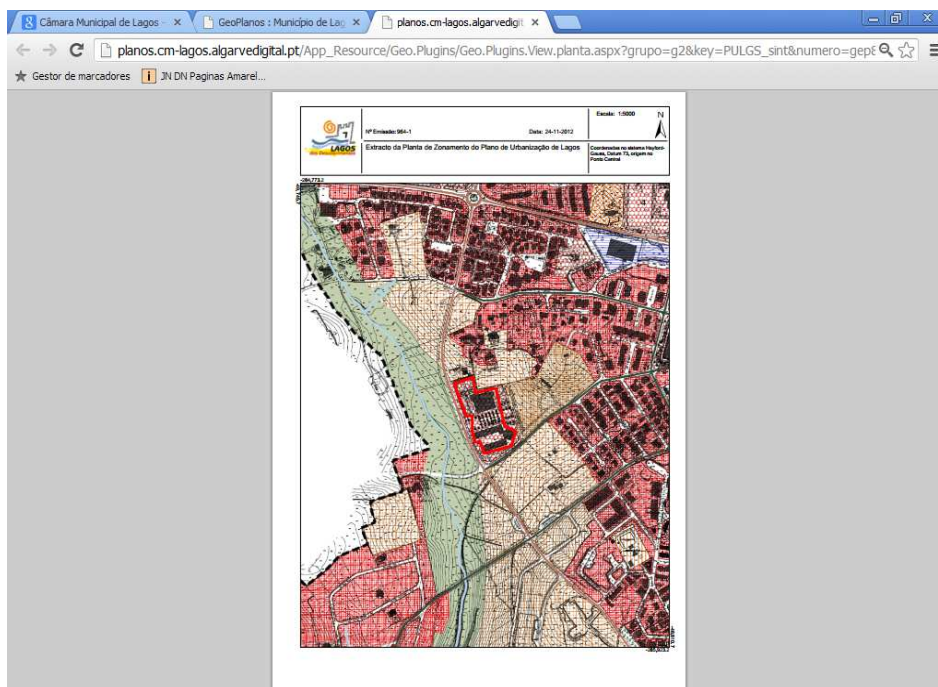 Câmara Municipal de Lagos -
GeoPlanos : Município de Lag
planos.cm-lagos.algarvedigit
planos.cm-lagos.algarvedigital.pt/App_Resource/Geo.Plugins/Geo.Plugins.View.planta.aspx?grupo=g2&key=PULGS_sint&numero=gep8
Gestor de marcadores
JN DN Paginas Amarel...
LAGOS
Nº Emissão: 964-1
Data: 24-11-2012
Extracto da Planta de Zonamento do Plano de Urbanização de Lagos
Escala: 1:5000
N
Coordenadas no sistema Hayford-
Gauss, Datum 73, origem no
Ponto Central